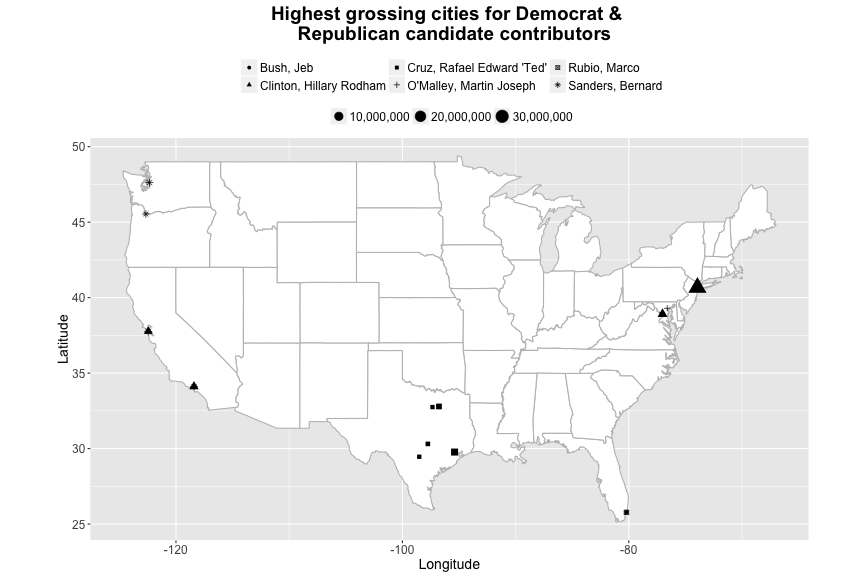 Highest grossing cities for Democrat &
Republican candidate contributors
Bush, Jeb
Cruz, Rafael Edward 'Ted'
Rubio, Marco
Clinton, Hillary Rodham
O'Malley, Martin Joseph
Sanders, Bernard
10,000,000
20,000,000
30,000,000
50
45
40
35
30
25
Latitude
-120
-100
-80
Longitude